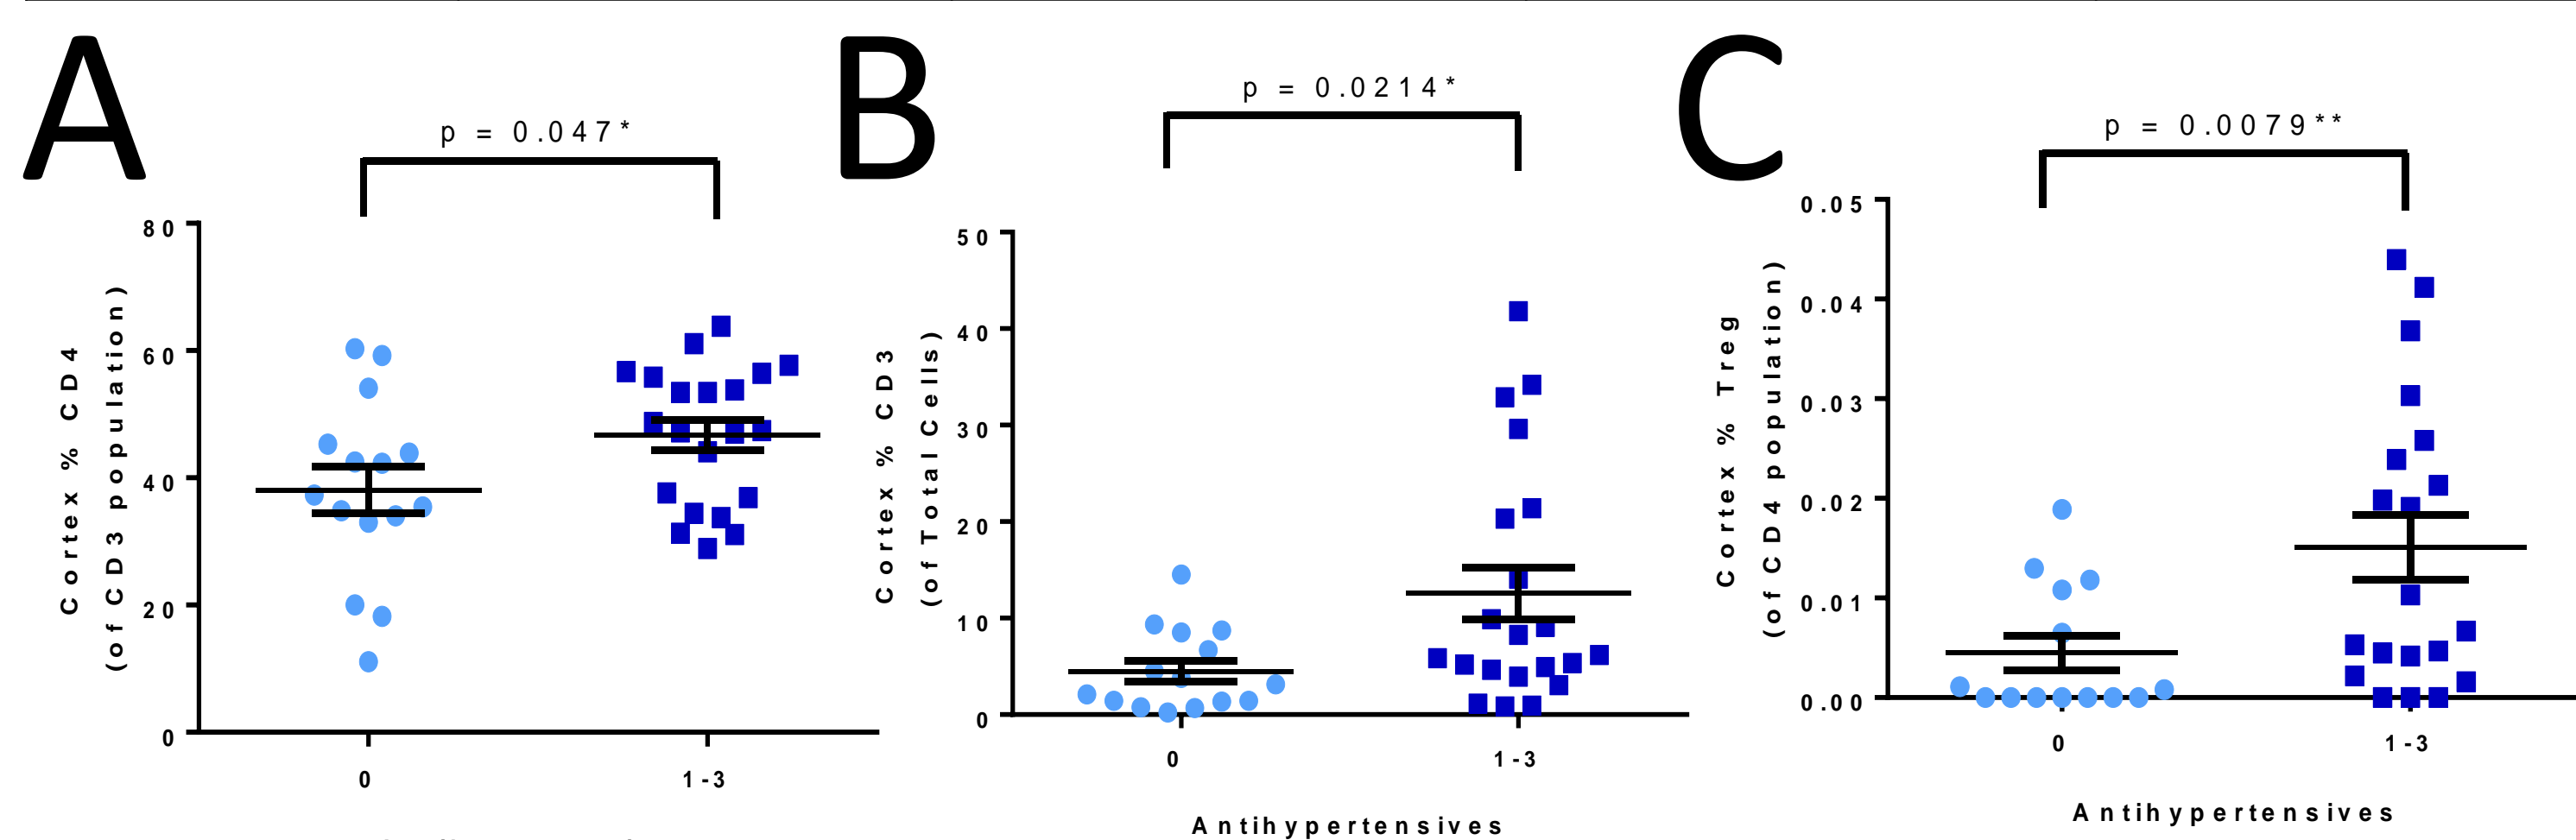 A
p = 0.047*
Cortex % CD4
(of CD3 population)
80
60
40
20
0
0
1-3
B
p = 0.0214*
Cortex % CD3
(of Total Cells)
50
40
30
20
10
0
0
1-3
Antihypertensives
C
p = 0.0079**
Cortex % Treg
(of CD4 population)
0.05
0.04
0.03
0.02
0.01
0.00
0
1-3
Antihypertensives